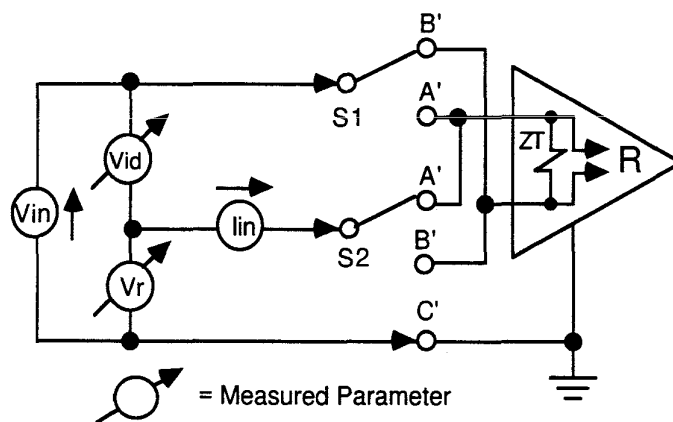 B'
S1
A'
Vid
ZT
R
Vin
Iin
A'
S2
B'
Vr
C'
= Measured Parameter